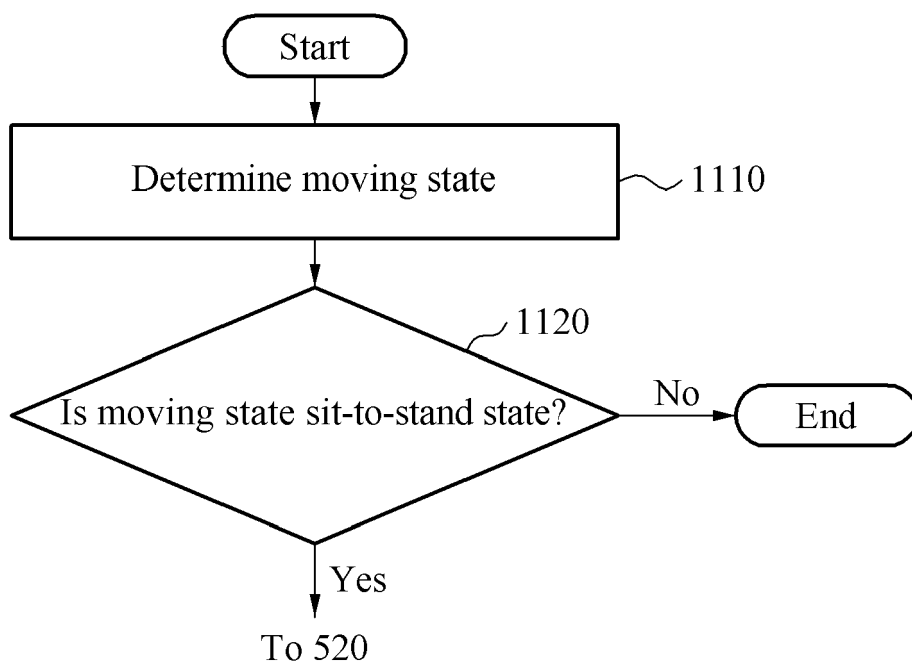 Start
Determine moving state
1110
1120
Is moving state sit-to-stand state?
No
End
Yes
To 520